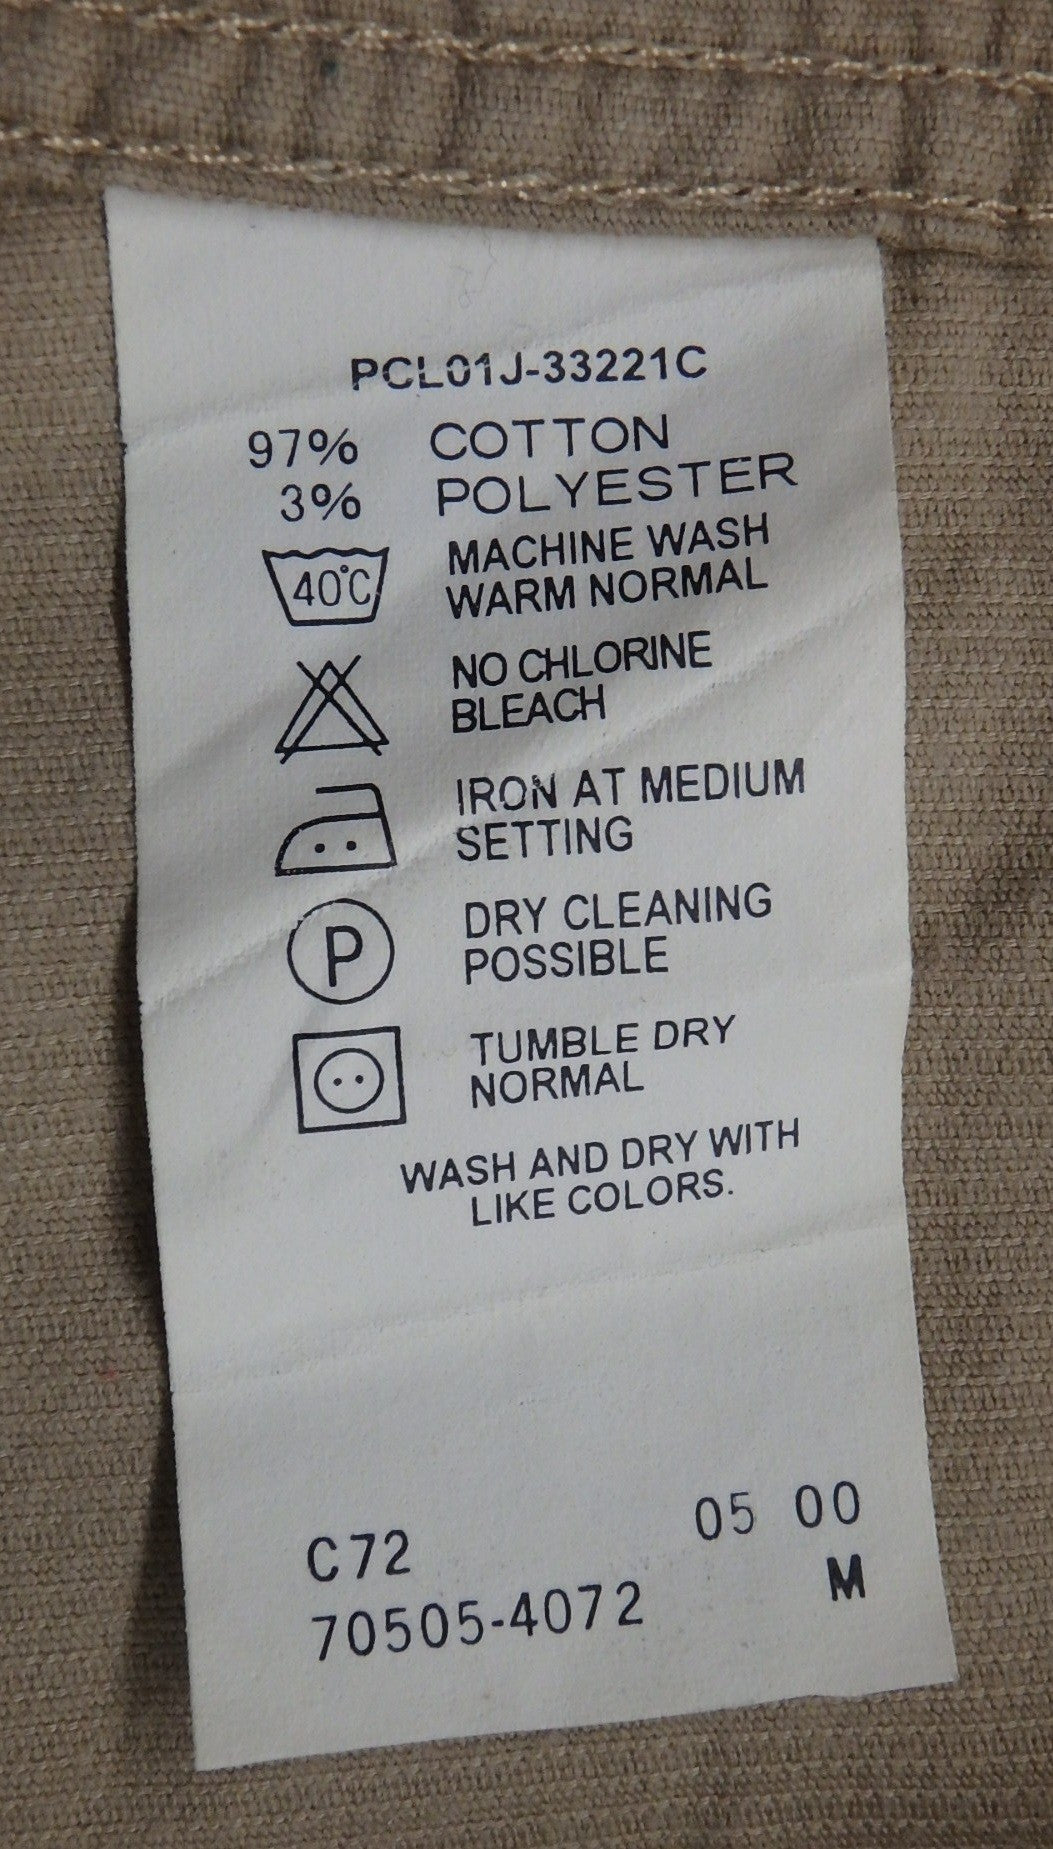 PCL01J-33221C
97% COTTON
3% POLYESTER
40°C MACHINE WASH
WARM NORMAL
NO CHLORINE
BLEACH
IRON AT MEDIUM
SETTING
P DRY CLEANING
POSSIBLE
TUMBLE DRY
NORMAL
WASH AND DRY WITH
LIKE COLORS.
C72 05 00
70505-4072 M